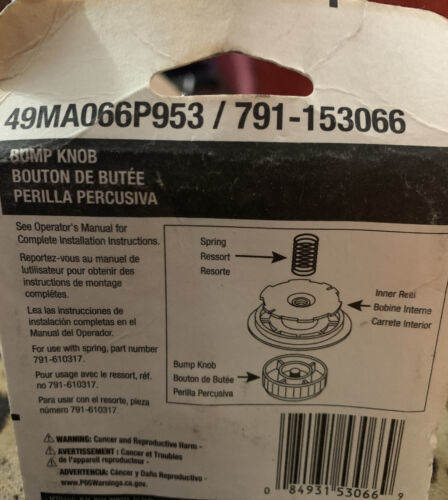 49MA066P953 / 791-153066
BUMP KNOB
BOUTON DE BUTÉE
PERILLA PERCUSIVA
See Operator's Manual for
Complete Installation Instructions.
Reportez-vous au manuel de
lutilisateur pour obtenir des
instructions de montage
complétes.
Lea las instrucciones de
instalación completas en el
Manual del Operador.
For use with spring, part number
791-610317.
Pour usage avec le ressort, réf.
no 791-610317.
Para usar con el resorte, pieza
número 791-610317.
Spring
Ressort
Resorte
Inner Reel
Bobine Interne
Carrete Interior
Bump Knob
Bouton de Butée
Perilla Percusiva
WARNING: Cancer and Reproductive Harm -
AVERTISSEMENT : Cancer et Troubles
de l'appareil reproducteur -
ADVERTENCIA: Cáncer y Daño Reproductivo -
www.P65Warnings.ca.gov
0 84931 53066 9